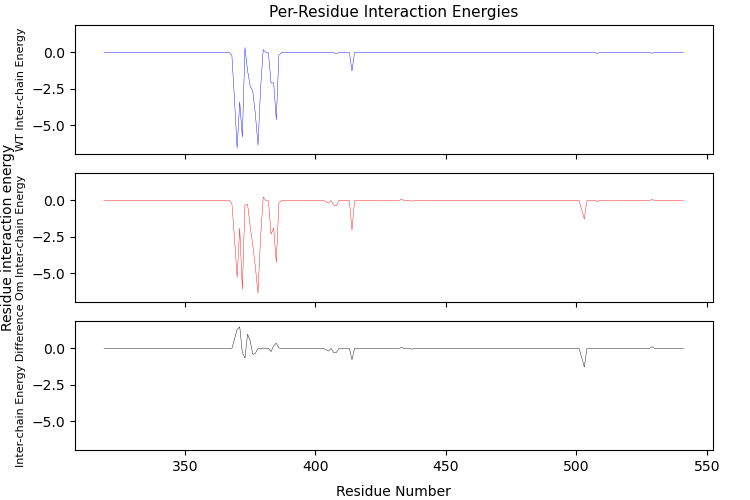 Per-Residue Interaction Energies
Residue interaction energy
WT Inter-chain Energy
0.0
−2.5
−5.0
Om Inter-chain Energy
0.0
−2.5
−5.0
Inter-chain Energy Difference
0.0
−2.5
−5.0
350
400
450
500
550
Residue Number